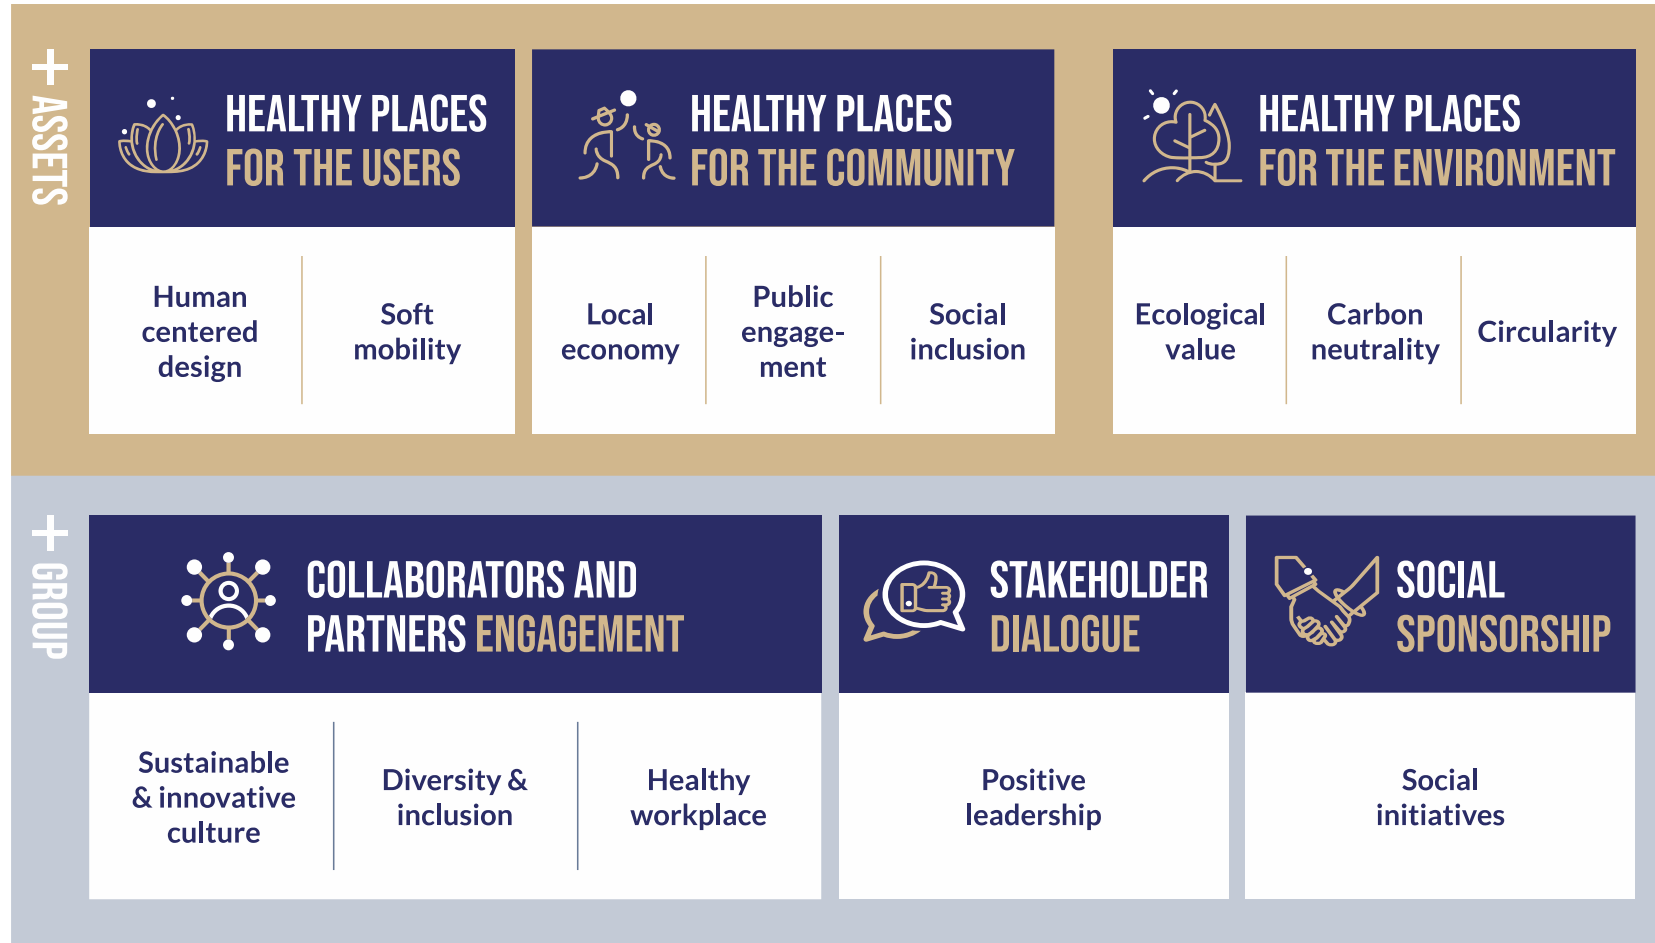 + ASSETS
HEALTHY PLACES
FOR THE USERS
Human
centered
design
Soft
mobility
HEALTHY PLACES
FOR THE COMMUNITY
Local
economy
Public
engage-
ment
Social
inclusion
HEALTHY PLACES
FOR THE ENVIRONMENT
Ecological
value
Carbon
neutrality
Circularity
+ GROUP
COLLABORATORS AND
PARTNERS ENGAGEMENT
Sustainable
& innovative
culture
Diversity &
inclusion
Healthy
workplace
STAKEHOLDER
DIALOGUE
Positive
leadership
SOCIAL
SPONSORSHIP
Social
initiatives